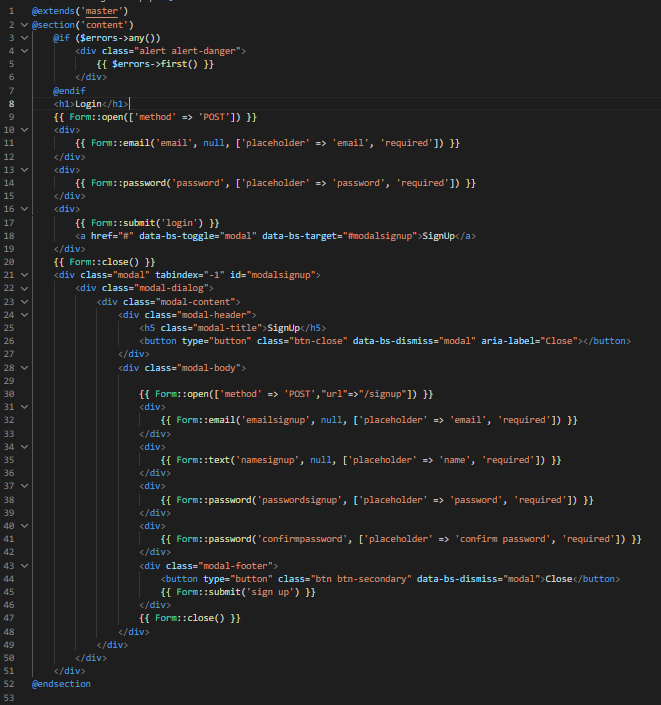 1 @extends('master')
2 @section('content')
3 @if ($errors->any())
4 <div class="alert alert-danger">
5 {{ $errors->first() }}
6 </div>
7 @endif
8 <h1>Login</h1>
9 {{ Form::open(['method' => 'POST']) }}
10 <div>
11 {{ Form::email('email', null, ['placeholder' => 'email', 'required']) }}
12 </div>
13 <div>
14 {{ Form::password('password', ['placeholder' => 'password', 'required']) }}
15 </div>
16 <div>
17 {{ Form::submit('login') }}
18 <a href="#" data-bs-toggle="modal" data-bs-target="#modalsignup">SignUp</a>
19 </div>
20 {{ Form::close() }}
21 <div class="modal" tabindex="-1" id="modalsignup">
22 <div class="modal-dialog">
23 <div class="modal-content">
24 <div class="modal-header">
25 <h5 class="modal-title">SignUp</h5>
26 <button type="button" class="btn-close" data-bs-dismiss="modal" aria-label="Close"></button>
27 </div>
28 <div class="modal-body">
29
30 {{ Form::open(['method' => 'POST',"url"=>"/signup"]) }}
31 <div>
32 {{ Form::email('emailsignup', null, ['placeholder' => 'email', 'required']) }}
33 </div>
34 <div>
35 {{ Form::text('namesignup', null, ['placeholder' => 'name', 'required']) }}
36 </div>
37 <div>
38 {{ Form::password('passwordsignup', ['placeholder' => 'password', 'required']) }}
39 </div>
40 <div>
41 {{ Form::password('confirmpassword', ['placeholder' => 'confirm password', 'required']) }}
42 </div>
43 <div class="modal-footer">
44 <button type="button" class="btn btn-secondary" data-bs-dismiss="modal">Close</button>
45 {{ Form::submit('sign up') }}
46 </div>
47 {{ Form::close() }}
48 </div>
49 </div>
50 </div>
51 </div>
52 @endsection
53